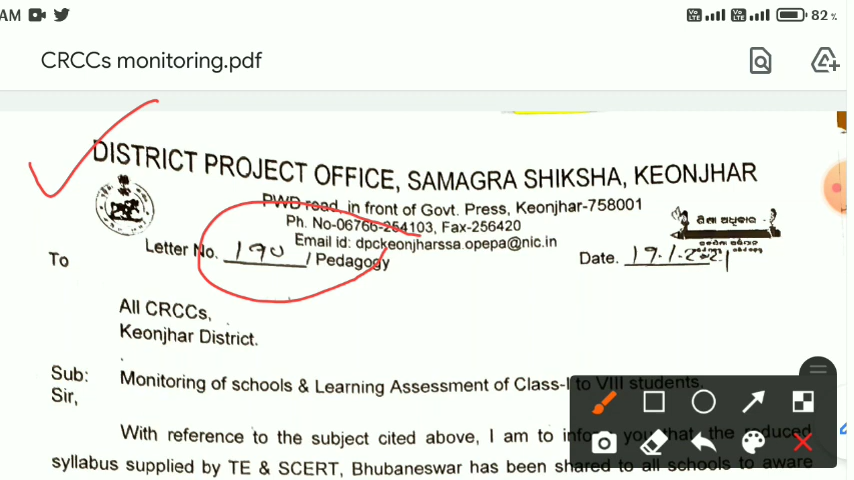 AM
82 %
CRCCs monitoring.pdf
DISTRICT PROJECT OFFICE, SAMAGRA SHIKSHA, KEONJHAR
PWD road, in front of Govt. Press, Keonjhar-758001
Ph. No-06766-254103, Fax-256420
Email id: dpckeonjharssa.opepa@nic.in
Letter No. 190 / Pedagogy
Date. 19.1.2021
To
All CRCCs,
Keonjhar District.
Sub: Monitoring of schools & Learning Assessment of Class-I to VIII students.
Sir,
With reference to the subject cited above, I am to inform you that the reduced
syllabus supplied by TE & SCERT, Bhubaneswar has been shared to all schools to aware